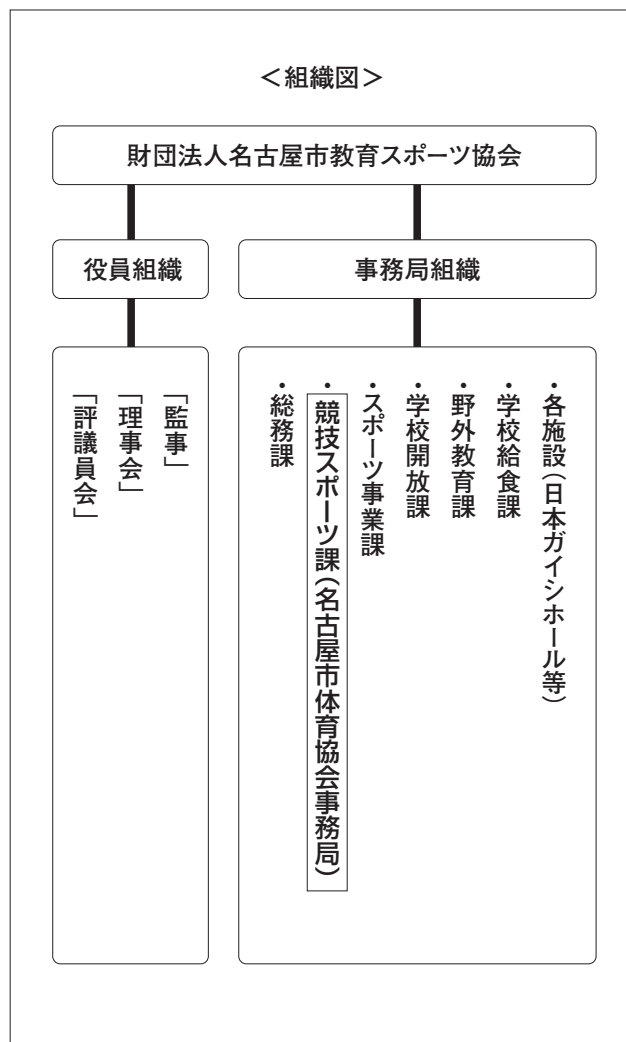 ＜組織図＞
財団法人名古屋市教育スポーツ協会
役員組織
事務局組織
「監事」
「理事会」
「評議員会」
・各施設（日本ガイシホール等）
・学校給食課
・野外教育課
・学校開放課
・スポーツ事業課
・競技スポーツ課（名古屋市体育協会事務局）
・総務課